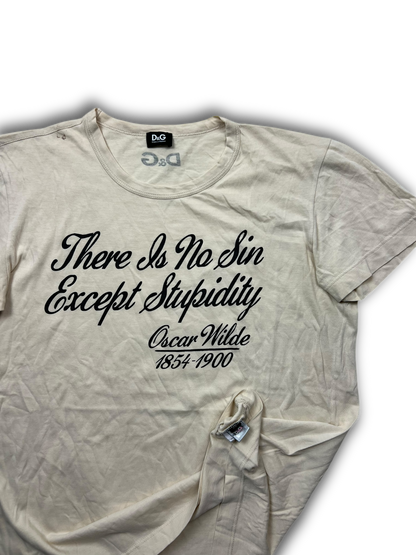 D&G
D&G
There Is No Sin
Except Stupidity
Oscar Wilde
1854-1900